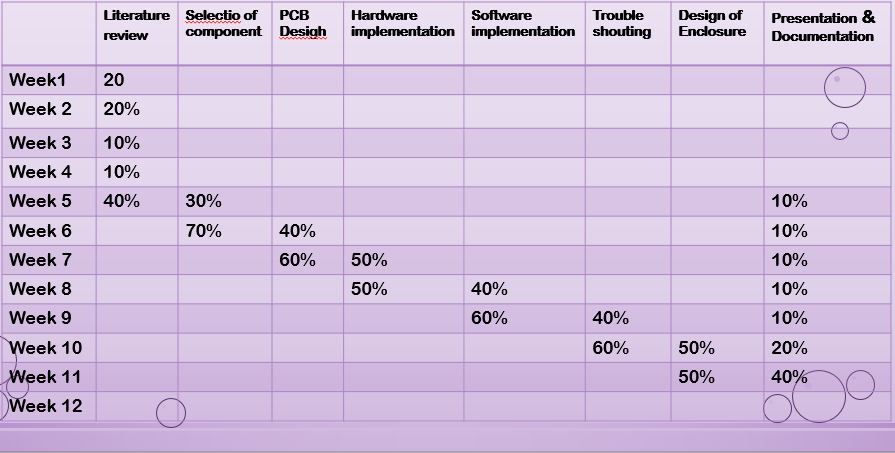 Literature review | Selectio of component | PCB Desigh | Hardware implementation | Software implementation | Trouble shouting | Design of Enclosure | Presentation & Documentation
Week1 20
Week 2 20%
Week 3 10%
Week 4 10%
Week 5 40% 30% 10%
Week 6 70% 40% 10%
Week 7 60% 50% 10%
Week 8 50% 40% 10%
Week 9 60% 40% 10%
Week 10 60% 50% 20%
Week 11 50% 40%
Week 12